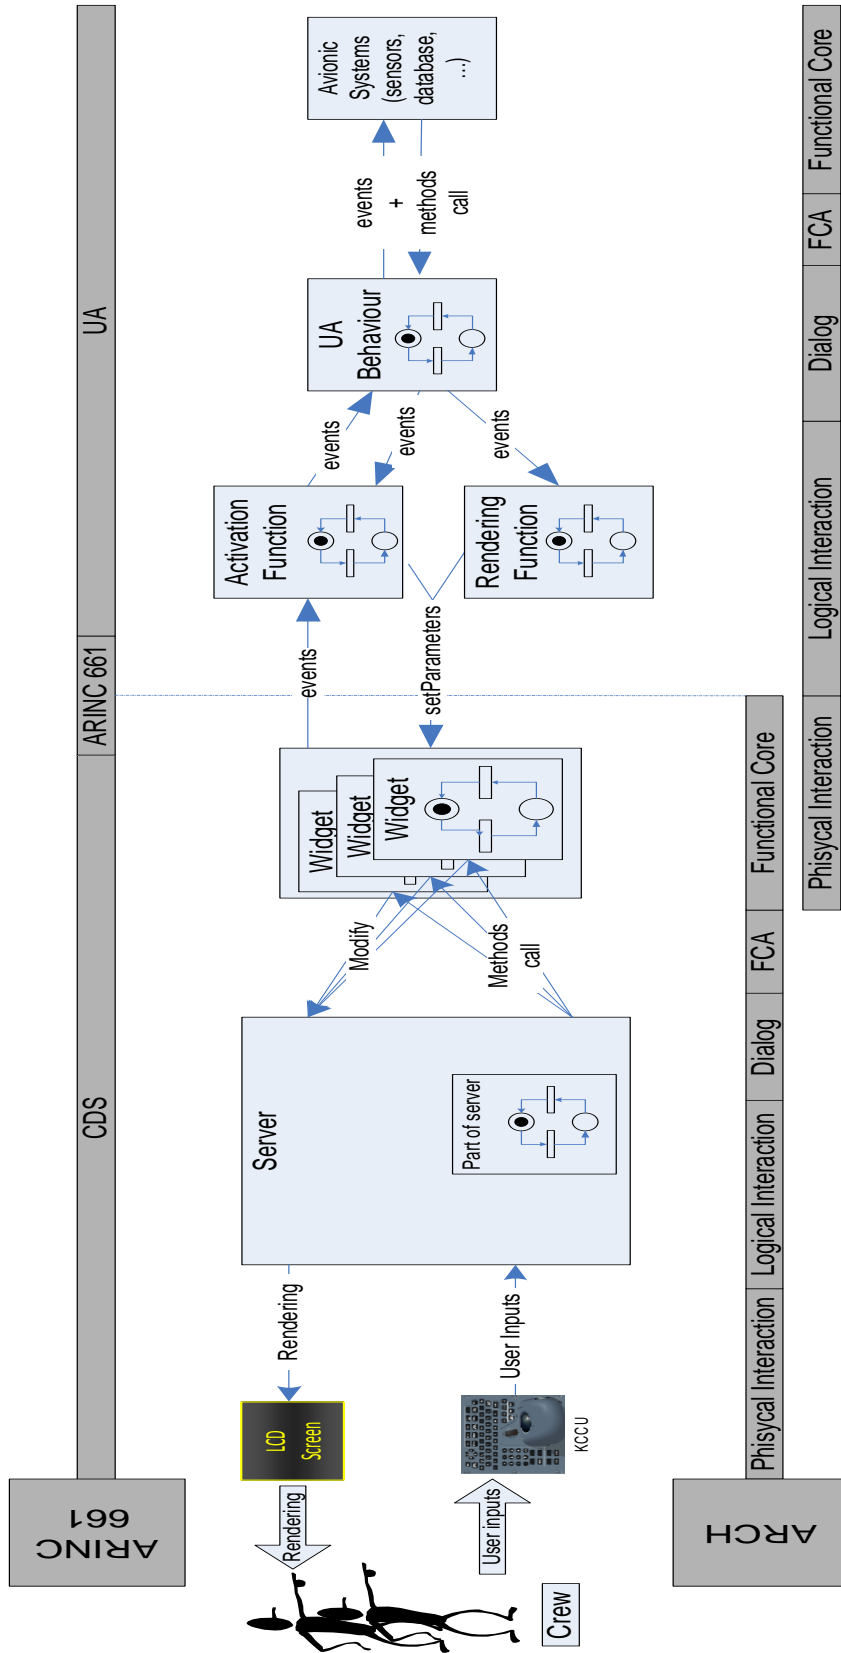 ARINC
661
CDS
ARINC 661
UA
Crew
Rendering
User inputs
LCD
Screen
KCCU
Rendering
User Inputs
Server
Part of server
Modify
Methods
call
Widget
Widget
Widget
events
setParameters
Activation
Function
Rendering
Function
events
events
events
UA
Behaviour
events
+
methods
call
Avionic
Systems
(sensors,
database,
...)
ARCH
Phisycal Interaction
Logical Interaction
Dialog
FCA
Functional Core
Phisycal Interaction
Logical Interaction
Dialog
FCA
Functional Core